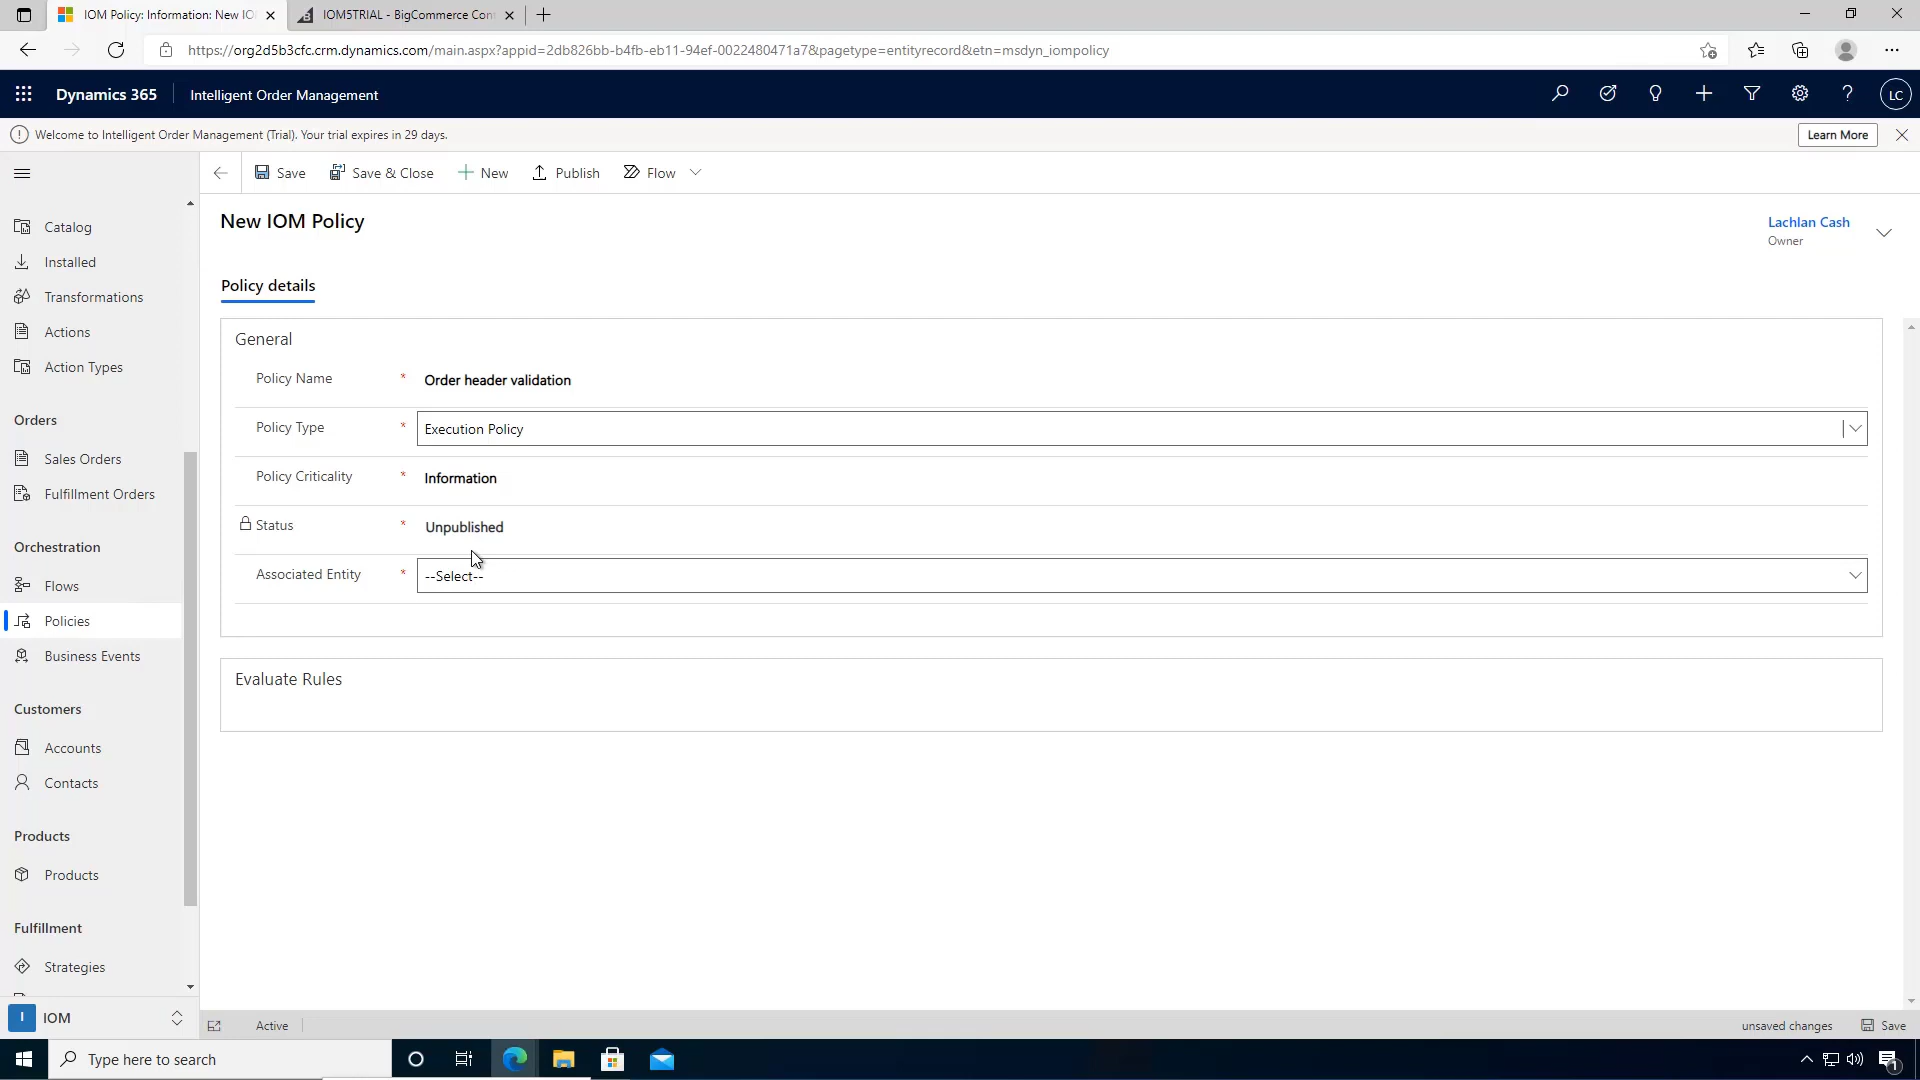 IOM Policy: Information: New IO
IOM5TRIAL - BigCommerce Con
https://org2d5b3cfc.crm.dynamics.com/main.aspx?appid=2db826bb-b4fb-eb11-94ef-0022480471a7&pagetype=entityrecord&etn=msdyn_iompolicy
Dynamics 365
Intelligent Order Management
LC
Welcome to Intelligent Order Management (Trial). Your trial expires in 29 days.
Learn More
Save
Save & Close
New
Publish
Flow
New IOM Policy
Lachlan Cash
Owner
Policy details
Catalog
Installed
Transformations
Actions
Action Types
Orders
Sales Orders
Fulfillment Orders
Orchestration
Flows
Policies
Business Events
Customers
Accounts
Contacts
Products
Products
Fulfillment
Strategies
I IOM
General
Policy Name * Order header validation
Policy Type * Execution Policy
Policy Criticality * Information
Status * Unpublished
Associated Entity * --Select--
Evaluate Rules
Active
unsaved changes
Save
Type here to search
1